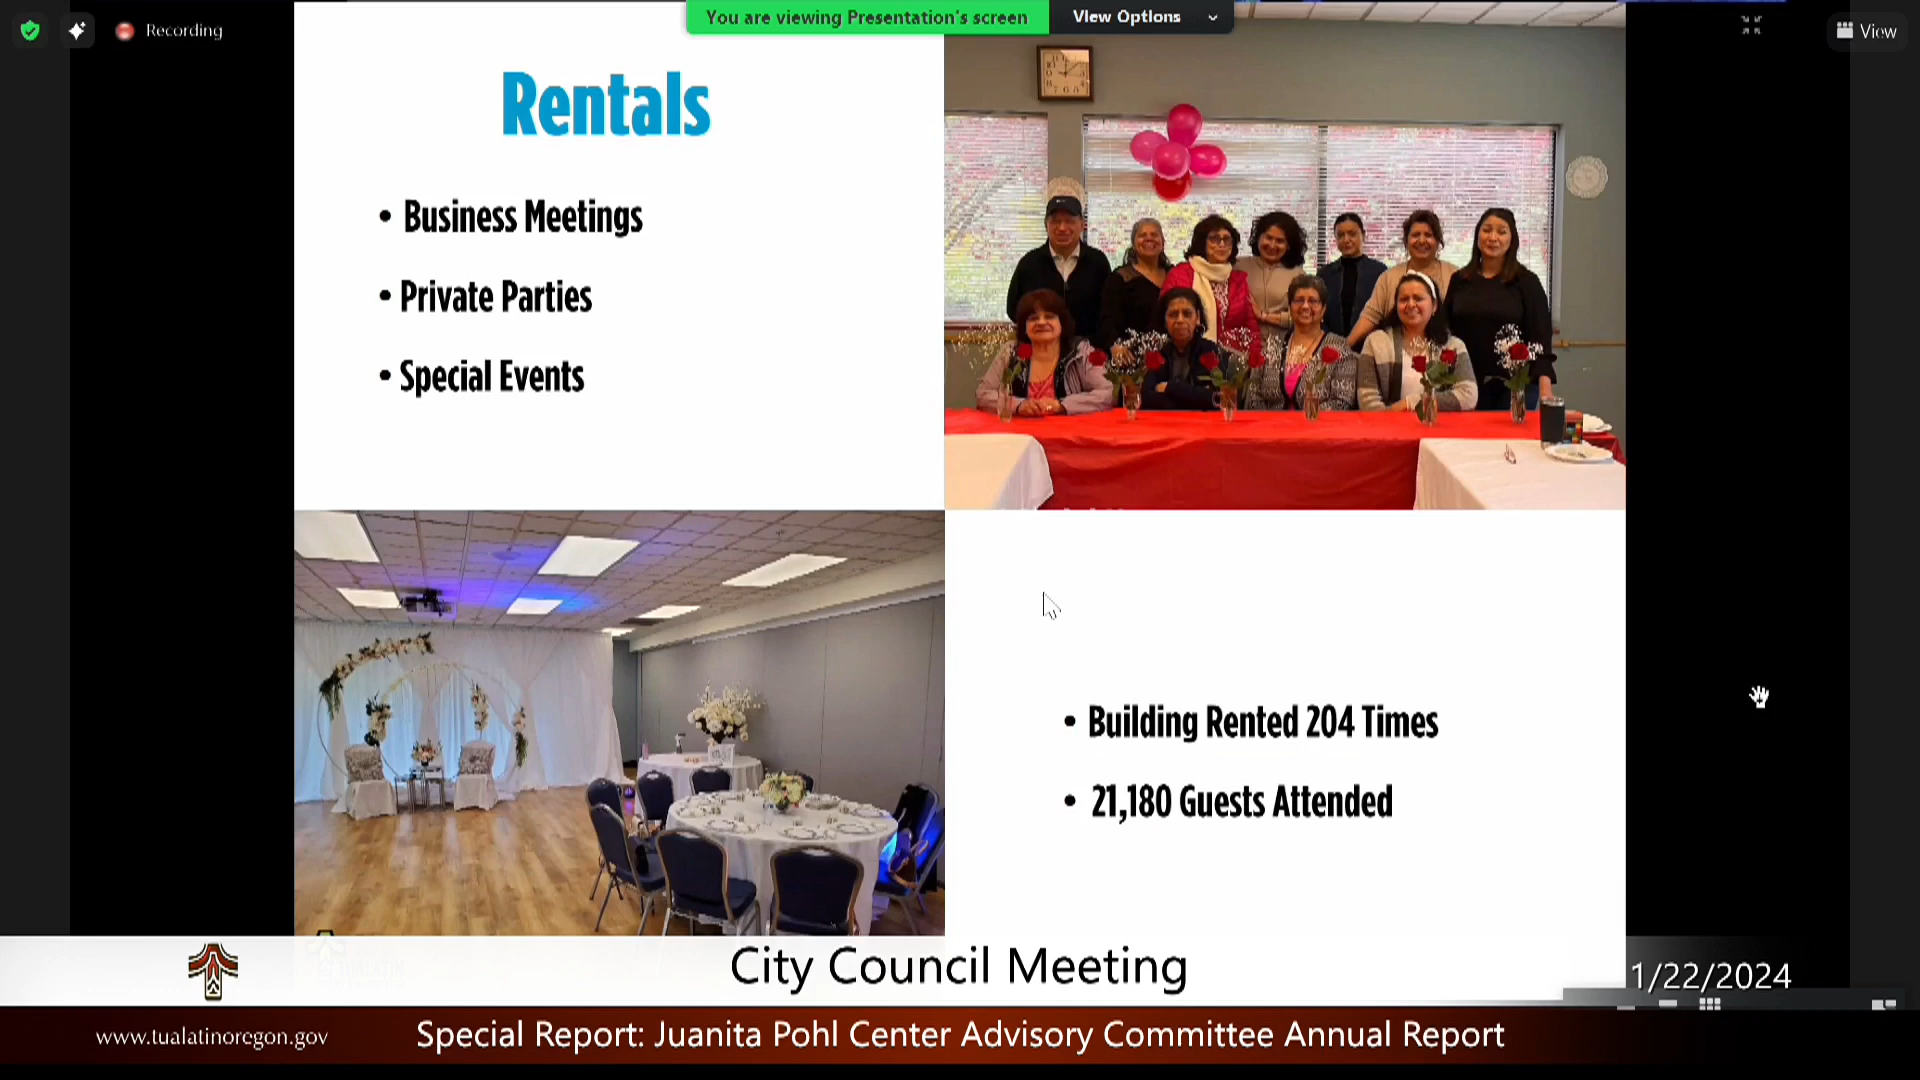 You are viewing Presentation's screen
View Options
Recording
View
Rentals
• Business Meetings
• Private Parties
• Special Events
• Building Rented 204 Times
• 21,180 Guests Attended
City Council Meeting
1/22/2024
www.tualatinoregon.gov
Special Report: Juanita Pohl Center Advisory Committee Annual Report